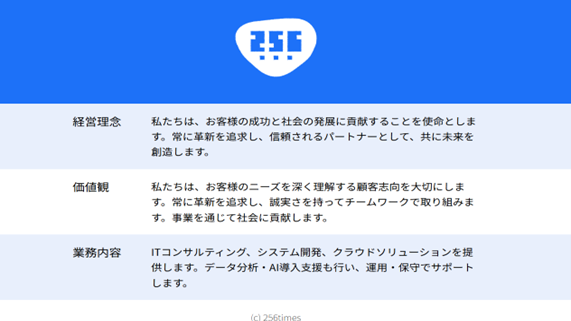 256
経営理念
私たちは、お客様の成功と社会の発展に貢献することを使命としま
す。常に革新を追求し、信頼されるパートナーとして、共に未来を
創造します。
価値観
私たちは、お客様のニーズを深く理解する顧客志向を大切にしま
す。常に革新を追求し、誠実さを持ってチームワークで取り組みま
す。事業を通じて社会に貢献します。
業務内容
ITコンサルティング、システム開発、クラウドソリューションを提
供します。データ分析・AI導入支援も行い、運用・保守でサポート
します。
(c) 256times